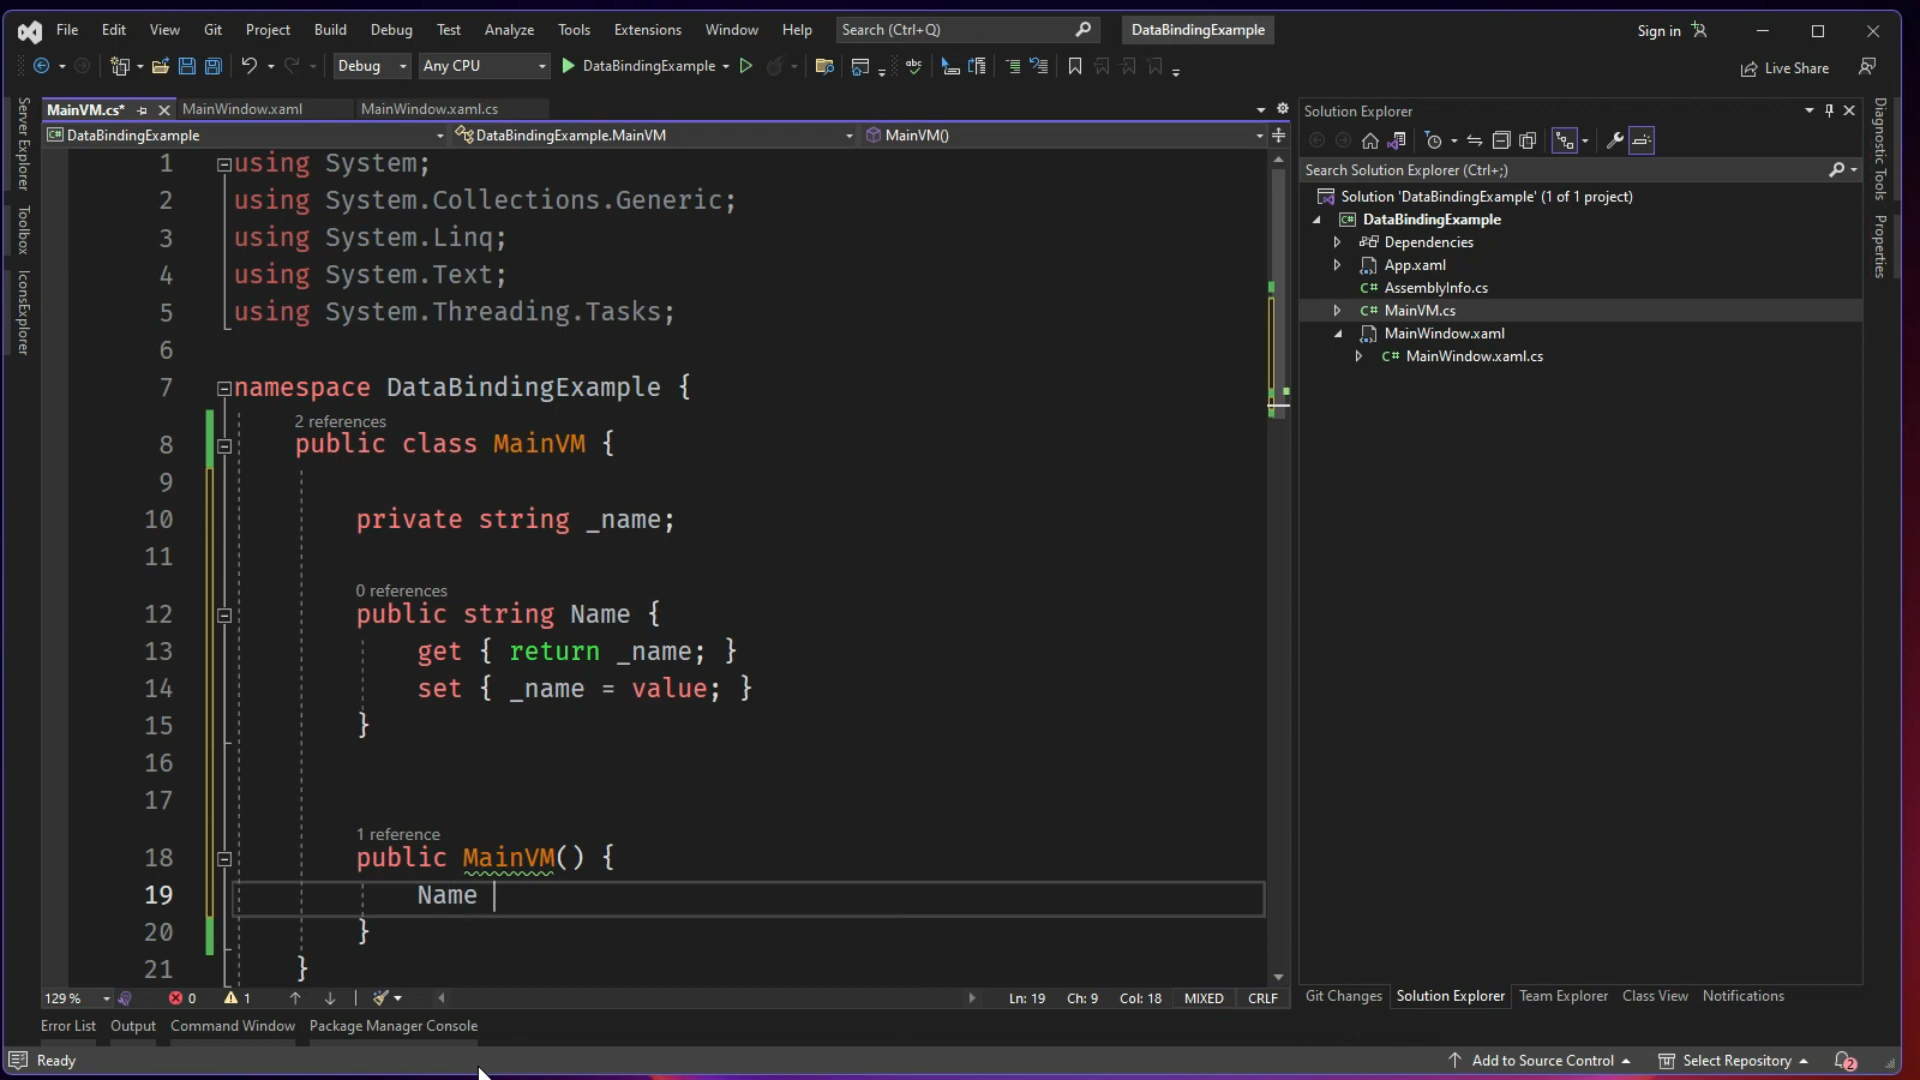 File Edit View Git Project Build Debug Test Analyze Tools Extensions Window Help Search (Ctrl+Q) DataBindingExample Sign in
Debug Any CPU DataBindingExample Live Share
MainVM.cs* MainWindow.xaml MainWindow.xaml.cs
DataBindingExample DataBindingExample.MainVM MainVM()
Server Explorer
Toolbox
IconsExplorer
1 using System;
2 using System.Collections.Generic;
3 using System.Linq;
4 using System.Text;
5 using System.Threading.Tasks;
6
7 namespace DataBindingExample {
2 references
8 public class MainVM {
9
10 private string _name;
11
0 references
12 public string Name {
13 get { return _name; }
14 set { _name = value; }
15 }
16
17
1 reference
18 public MainVM() {
19 Name
20 }
21 }
129 % 0 1 Ln: 19 Ch: 9 Col: 18 MIXED CRLF
Solution Explorer
Search Solution Explorer (Ctrl+;)
Solution 'DataBindingExample' (1 of 1 project)
C# DataBindingExample
Dependencies
App.xaml
C# AssemblyInfo.cs
C# MainVM.cs
MainWindow.xaml
C# MainWindow.xaml.cs
Git Changes Solution Explorer Team Explorer Class View Notifications
Diagnostic Tools
Properties
Error List Output Command Window Package Manager Console
Ready Add to Source Control Select Repository 2